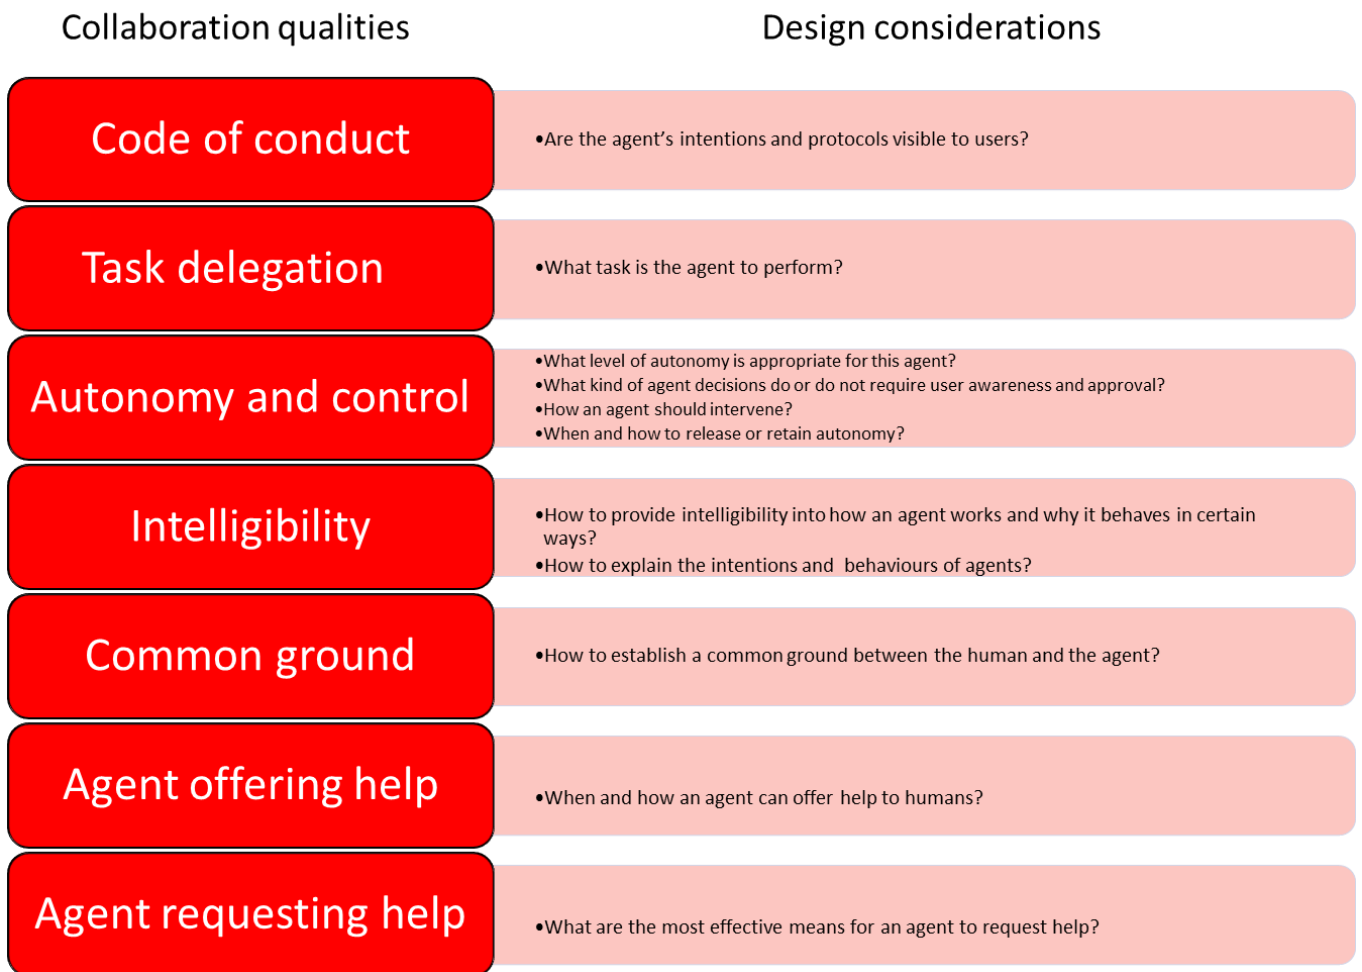 Collaboration qualities
Design considerations
Code of conduct
•Are the agent’s intentions and protocols visible to users?
Task delegation
•What task is the agent to perform?
Autonomy and control
•What level of autonomy is appropriate for this agent?
•What kind of agent decisions do or do not require user awareness and approval?
•How an agent should intervene?
•When and how to release or retain autonomy?
Intelligibility
•How to provide intelligibility into how an agent works and why it behaves in certain
ways?
•How to explain the intentions and behaviours of agents?
Common ground
•How to establish a common ground between the human and the agent?
Agent offering help
•When and how an agent can offer help to humans?
Agent requesting help
•What are the most effective means for an agent to request help?